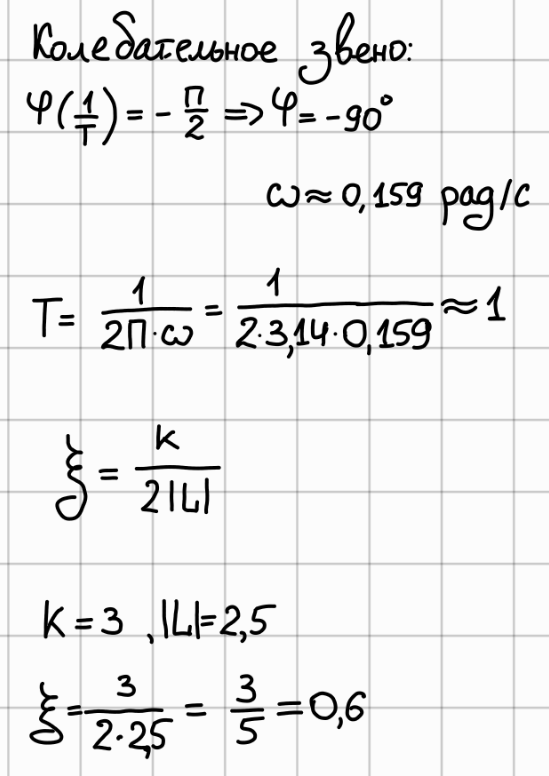 Колебательное звено:
φ(1/T) = - П/2 => φ = -90°
ω ≈ 0,159 рад/с
T = 1/(2П·ω) = 1/(2·3,14·0,159) ≈ 1
ξ = k/(2|L|)
K = 3 , |L| = 2,5
ξ = 3/(2·2,5) = 3/5 = 0,6